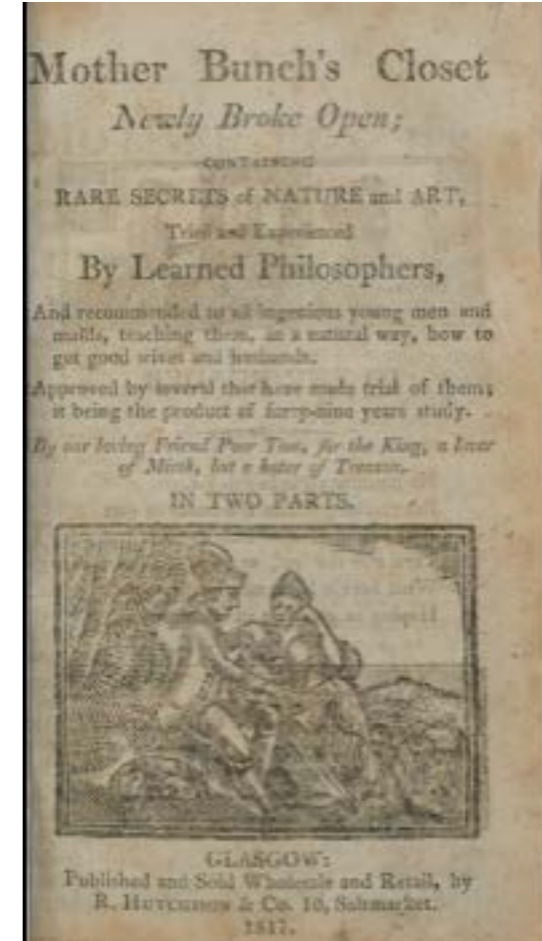 Mother Bunch's Closet
Newly Broke Open;
CONTAINING
RARE SECRETS of NATURE and ART,
Tried and Experienced
By Learned Philosophers,
And recommended to all ingenious young men and
maids, teaching them, in a natural way, how to
get good wives and husbands.
Approved by several that have made trial of them;
it being the product of forty-nine years study.
By our loving Friend Poor Tom, for the King, a lover
of Mirth, but a hater of Treason.
IN TWO PARTS.
GLASGOW:
Published and Sold Wholesale and Retail, by
R. HUTCHISON & Co. 10, Saltmarket.
1817.